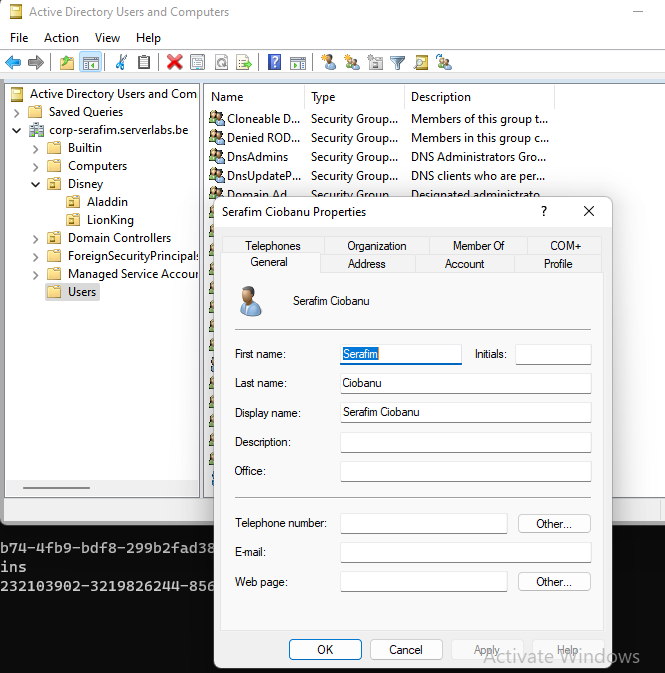 Active Directory Users and Computers
File Action View Help
Active Directory Users and Com
Saved Queries
corp-serafim.serverlabs.be
Builtin
Computers
Disney
Aladdin
LionKing
Domain Controllers
ForeignSecurityPrincipals
Managed Service Accour
Users
Name Type Description
Cloneable D... Security Group... Members of this group t...
Denied ROD... Security Group... Members in this group c...
DnsAdmins Security Group... DNS Administrators Gro...
DnsUpdateP... Security Group... DNS clients who are per...
Domain Ad... Security Group... Designated administrato...
Serafim Ciobanu Properties
Telephones Organization Member Of COM+
General Address Account Profile
Serafim Ciobanu
First name: Serafim Initials:
Last name: Ciobanu
Display name: Serafim Ciobanu
Description:
Office:
Telephone number: Other...
E-mail:
Web page: Other...
OK Cancel Apply Help
b74-4fb9-bdf8-299b2fad38
ins
232103902-3219826244-856
Activate Windows